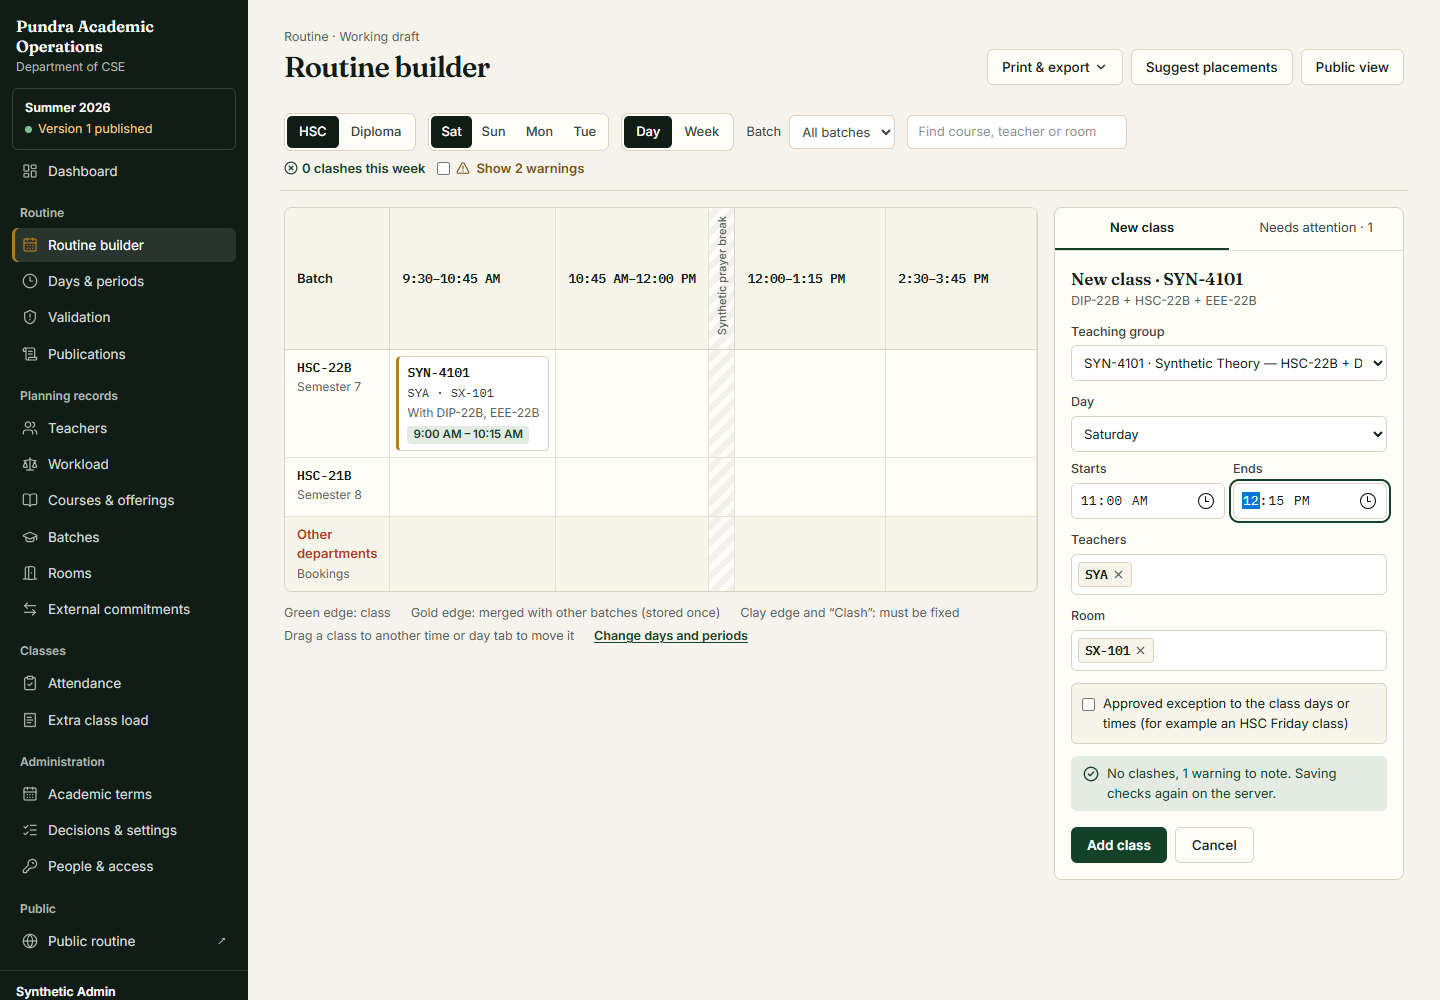 Pundra Academic
Operations
Department of CSE
Summer 2026
Version 1 published
Dashboard
Routine
Routine builder
Days & periods
Validation
Publications
Planning records
Teachers
Workload
Courses & offerings
Batches
Rooms
External commitments
Classes
Attendance
Extra class load
Administration
Academic terms
Decisions & settings
People & access
Public
Public routine ↗
Synthetic Admin
Routine · Working draft
Routine builder
Print & export
Suggest placements
Public view
HSC Diploma
Sat Sun Mon Tue
Day Week
Batch All batches
Find course, teacher or room
0 clashes this week
Show 2 warnings
Batch
9:30–10:45 AM
10:45 AM–12:00 PM
Synthetic prayer break
12:00–1:15 PM
2:30–3:45 PM
HSC-22B
Semester 7
SYN-4101
SYA · SX-101
With DIP-22B, EEE-22B
9:00 AM – 10:15 AM
HSC-21B
Semester 8
Other
departments
Bookings
Green edge: class
Gold edge: merged with other batches (stored once)
Clay edge and “Clash”: must be fixed
Drag a class to another time or day tab to move it
Change days and periods
New class
Needs attention · 1
New class · SYN-4101
DIP-22B + HSC-22B + EEE-22B
Teaching group
SYN-4101 · Synthetic Theory — HSC-22B + D
Day
Saturday
Starts
Ends
11:00 AM
12:15 PM
Teachers
SYA ×
Room
SX-101 ×
Approved exception to the class days or
times (for example an HSC Friday class)
No clashes, 1 warning to note. Saving
checks again on the server.
Add class
Cancel